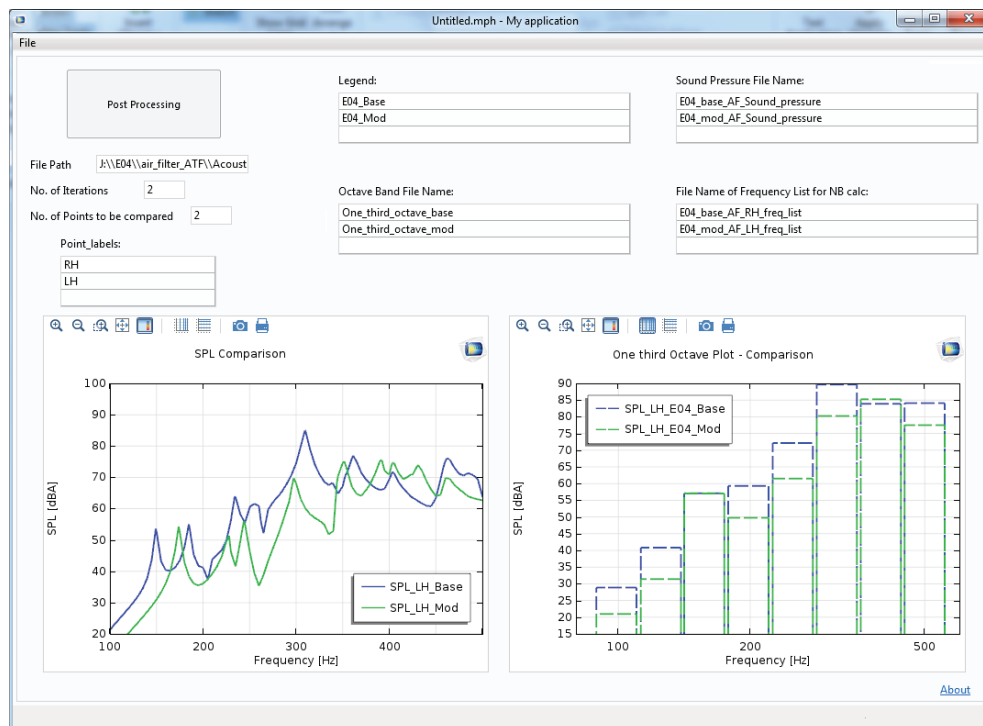 Untitled.mph - My application
File
Post Processing
File Path J:\\E04\\air_filter_ATF\\Acoust
No. of Iterations 2
No. of Points to be compared 2
Point_labels:
RH
LH
Legend:
E04_Base
E04_Mod
Sound Pressure File Name:
E04_base_AF_Sound_pressure
E04_mod_AF_Sound_pressure
Octave Band File Name:
One_third_octave_base
One_third_octave_mod
File Name of Frequency List for NB calc:
E04_base_AF_RH_freq_list
E04_mod_AF_LH_freq_list
SPL Comparison
100
90
80
70
60
50
40
30
20
SPL [dBA]
SPL_LH_Base
SPL_LH_Mod
100 200 300 400
Frequency [Hz]
One third Octave Plot - Comparison
90
85
80
75
70
65
60
55
50
45
40
35
30
25
20
15
SPL [dBA]
SPL_LH_E04_Base
SPL_LH_E04_Mod
100 200 500
Frequency [Hz]
About